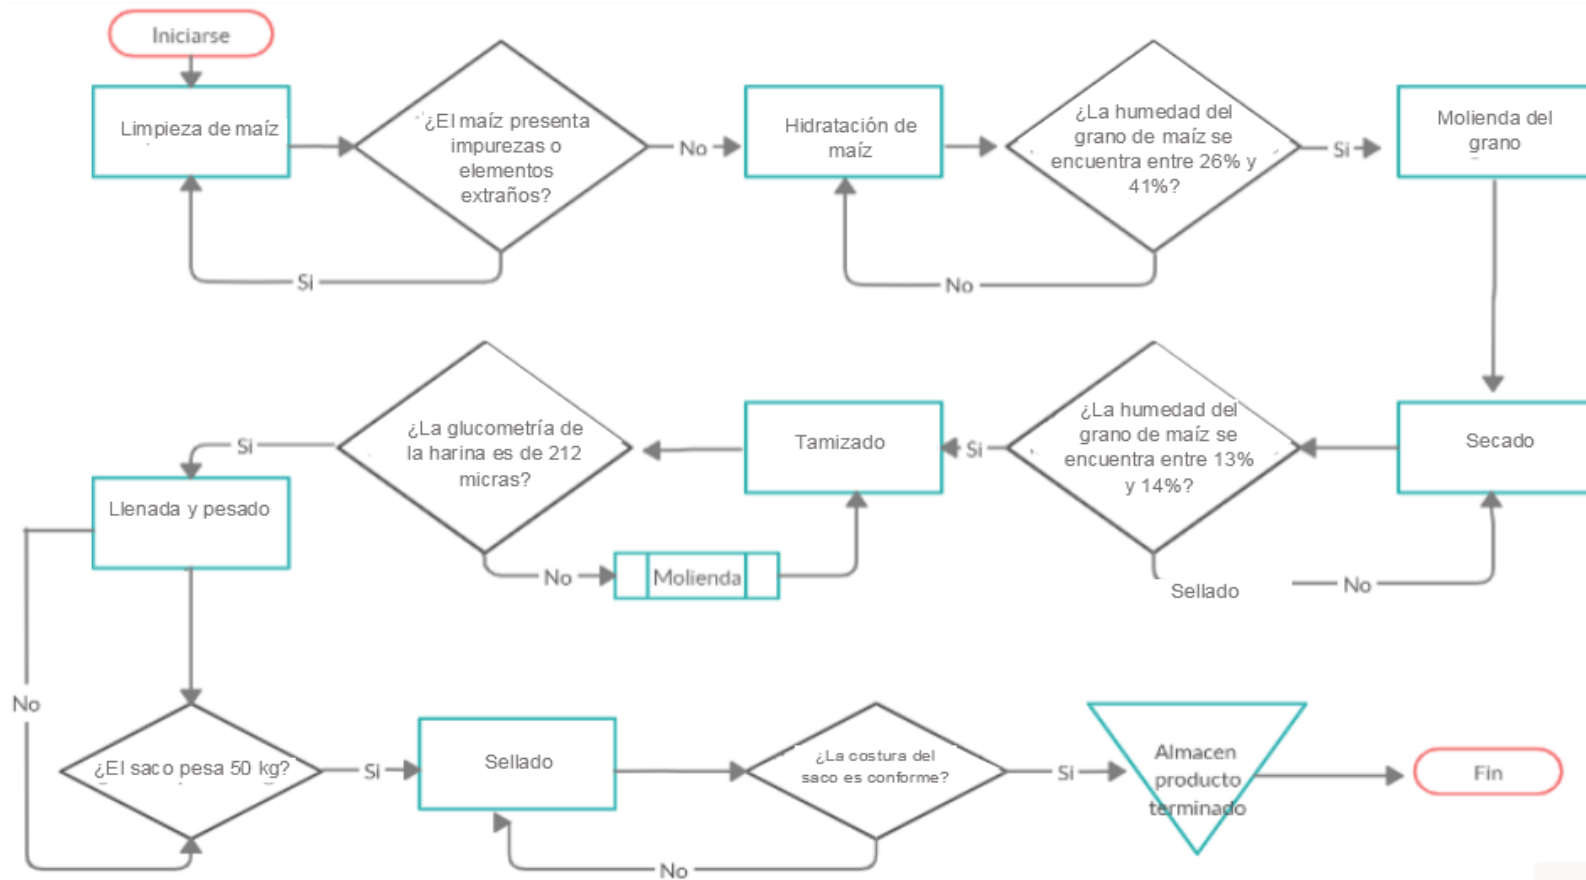 Iniciarse
Limpieza de maíz
¿El maíz presenta
impurezas o
elementos
extraños?
No
Si
Hidratación de
maíz
¿La humedad del
grano de maíz se
encuentra entre 26% y
41%?
Si
No
Molienda del
grano
Secado
¿La humedad del
grano de maíz se
encuentra entre 13%
y 14%?
Si
Sellado
No
Tamizado
¿La glucometría de
la harina es de 212
micras?
Si
No
Molienda
Llenada y pesado
No
¿El saco pesa 50 kg?
Si
Sellado
¿La costura del
saco es conforme?
Si
No
Almacen
producto
terminado
Fin